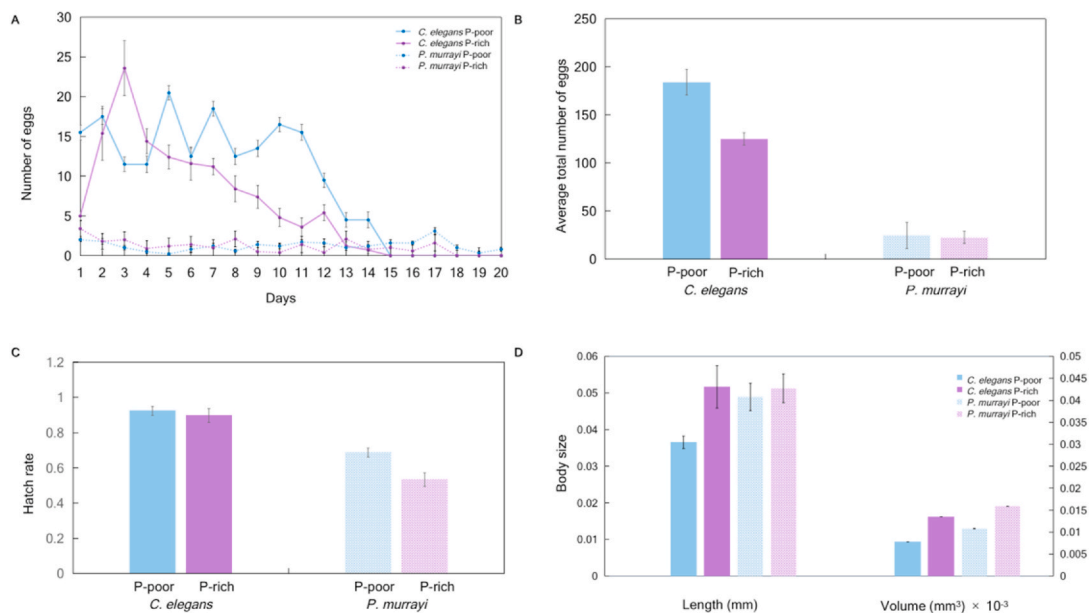 A
30
25
20
15
10
5
0
Number of eggs
1 2 3 4 5 6 7 8 9 10 11 12 13 14 15 16 17 18 19 20
Days
C. elegans P-poor
C. elegans P-rich
P. murrayi P-poor
P. murrayi P-rich
B
250
200
150
100
50
0
Average total number of eggs
P-poor P-rich P-poor P-rich
C. elegans P. murrayi
C
1.2
1
0.8
0.6
0.4
0.2
0
Hatch rate
P-poor P-rich P-poor P-rich
C. elegans P. murrayi
D
0.06
0.05
0.04
0.03
0.02
0.01
0
Body size
0.05
0.045
0.04
0.035
0.03
0.025
0.02
0.015
0.01
0.005
0
C. elegans P-poor
C. elegans P-rich
P. murrayi P-poor
P. murrayi P-rich
Length (mm) Volume (mm³) × 10⁻³